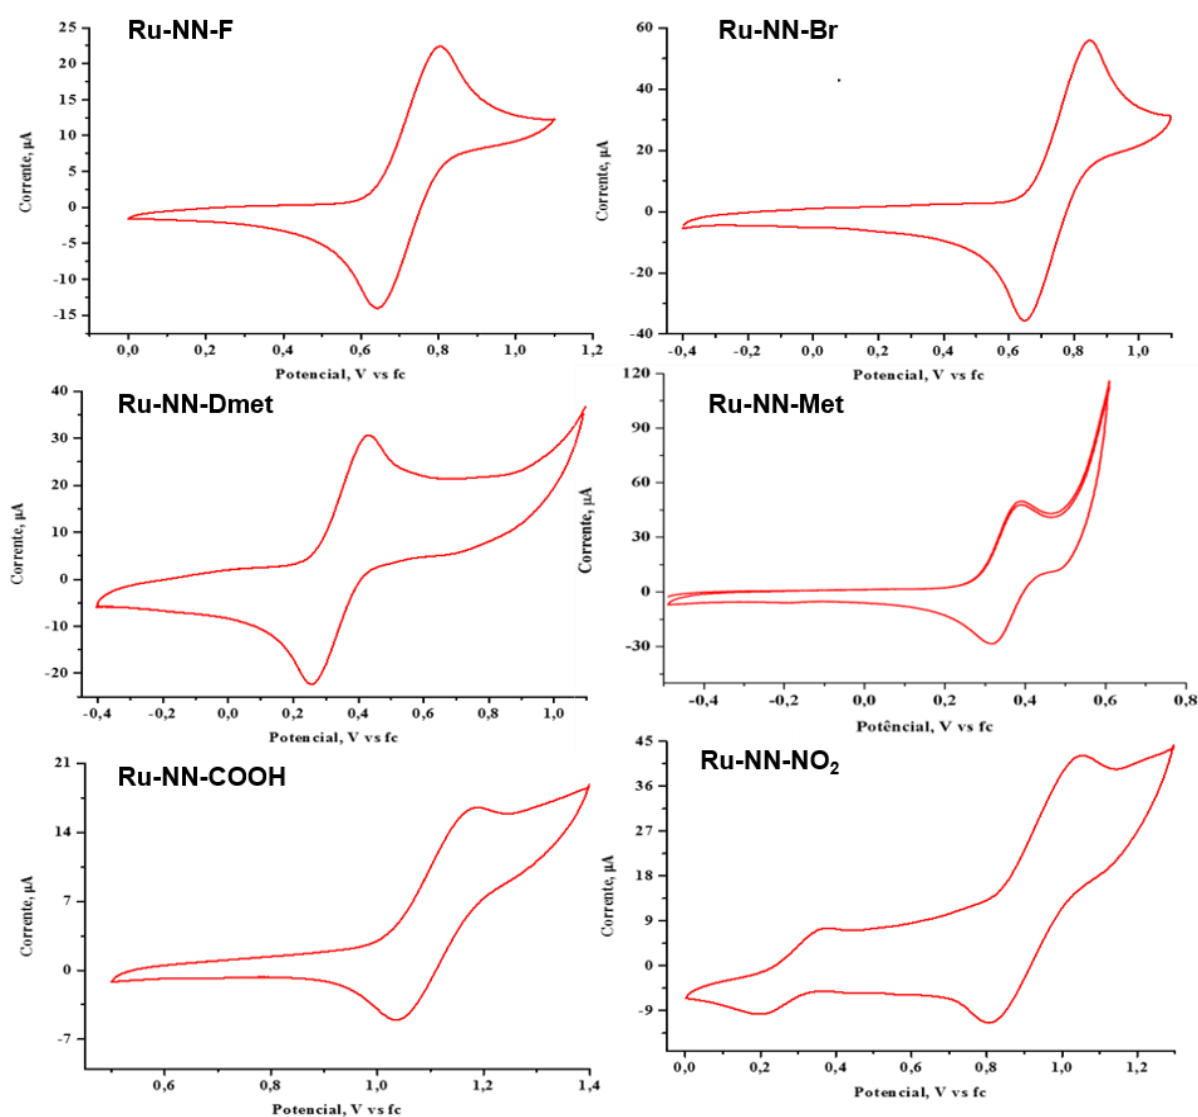 Ru-NN-F
25
20
15
10
5
0
-5
-10
-15
Corrente, µA
0,0 0,2 0,4 0,6 0,8 1,0 1,2
Potencial, V vs fc
Ru-NN-Br
60
40
20
0
-20
-40
Corrente, µA
-0,4 -0,2 0,0 0,2 0,4 0,6 0,8 1,0
Potencial, V vs fc
Ru-NN-Dmet
40
30
20
10
0
-10
-20
Corrente, µA
-0,4 -0,2 0,0 0,2 0,4 0,6 0,8 1,0
Potencial, V vs fc
Ru-NN-Met
120
90
60
30
0
-30
Corrente, µA
-0,4 -0,2 0,0 0,2 0,4 0,6 0,8
Potêncial, V vs fc
Ru-NN-COOH
21
14
7
0
-7
Corrente, µA
0,6 0,8 1,0 1,2 1,4
Potencial, V vs fc
Ru-NN-NO₂
45
36
27
18
9
0
-9
Corrente, µA
0,0 0,2 0,4 0,6 0,8 1,0 1,2
Potencial, V vs fc